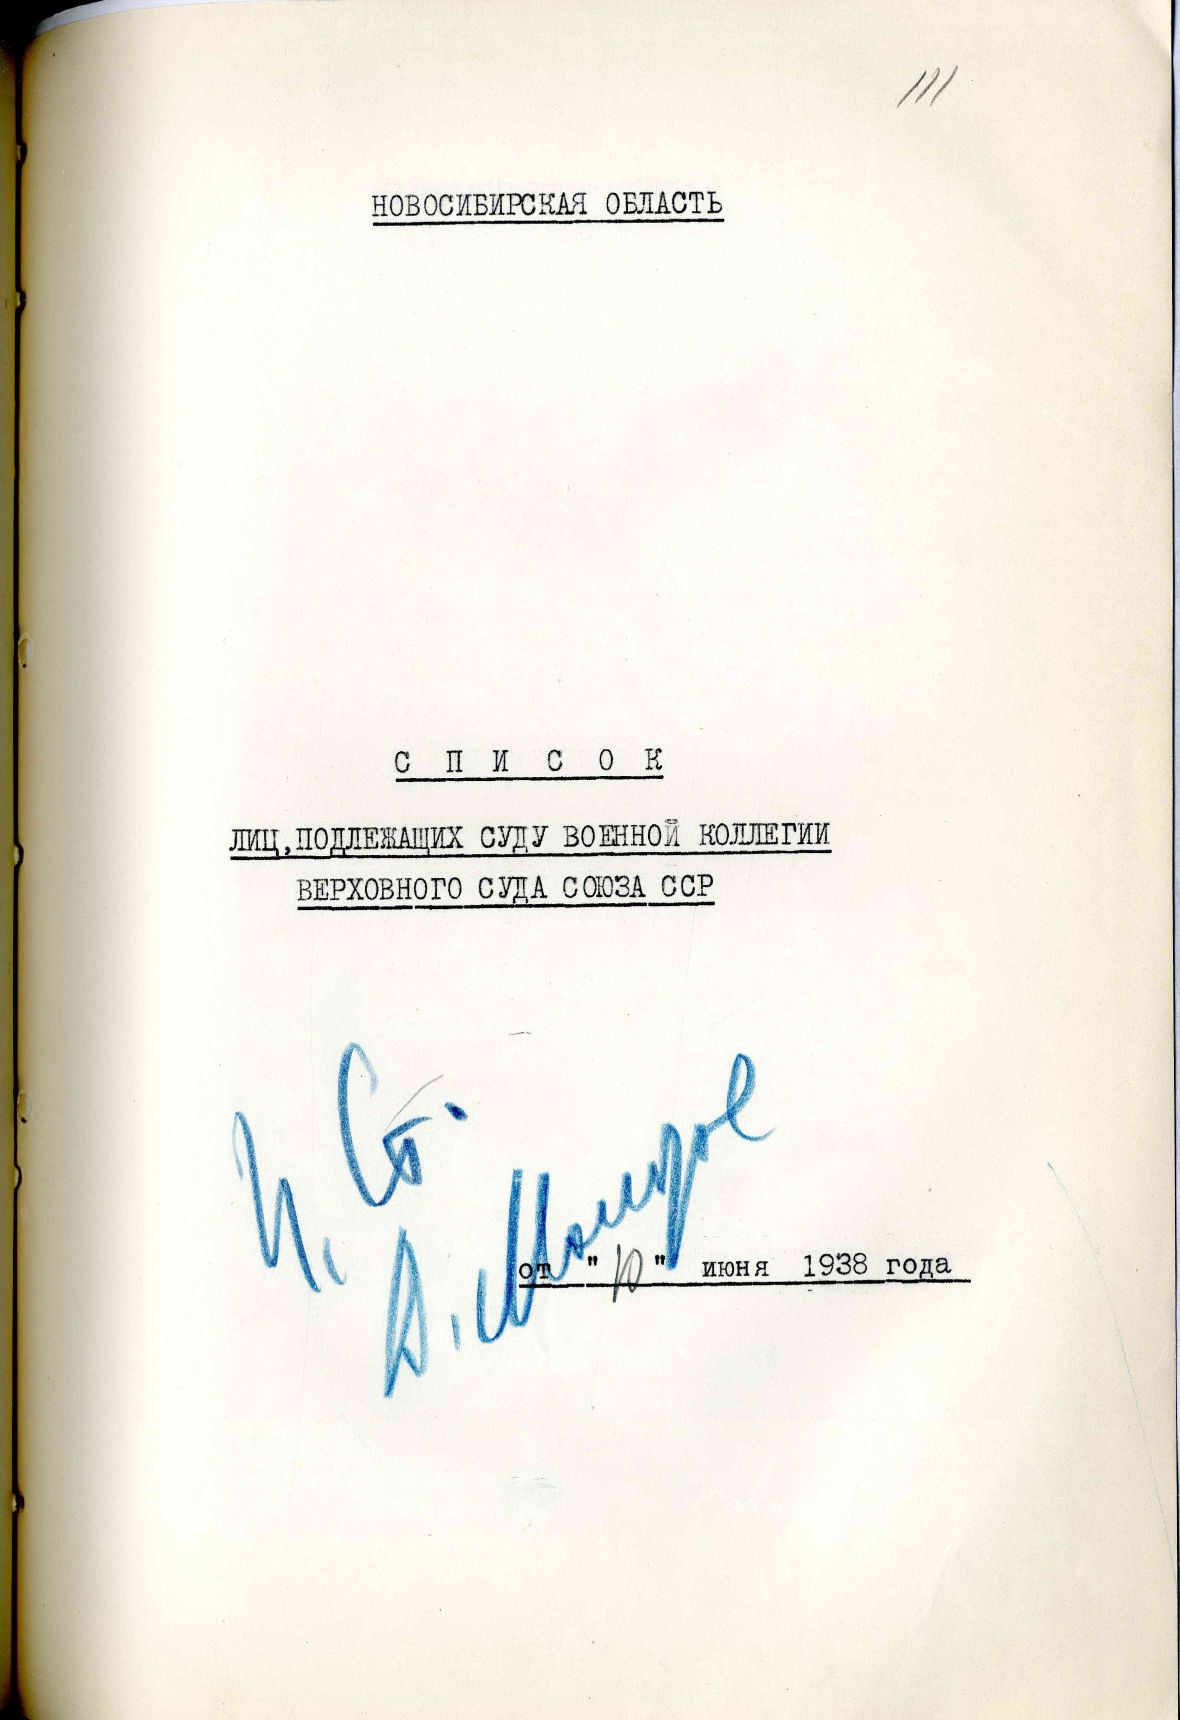 111
НОВОСИБИРСКАЯ ОБЛАСТЬ
С П И С О К
ЛИЦ,ПОДЛЕЖАЩИХ СУДУ ВОЕННОЙ КОЛЛЕГИИ
ВЕРХОВНОГО СУДА СОЮЗА ССР
И. Ст.
В. Молотов
от "10" июня 1938 года